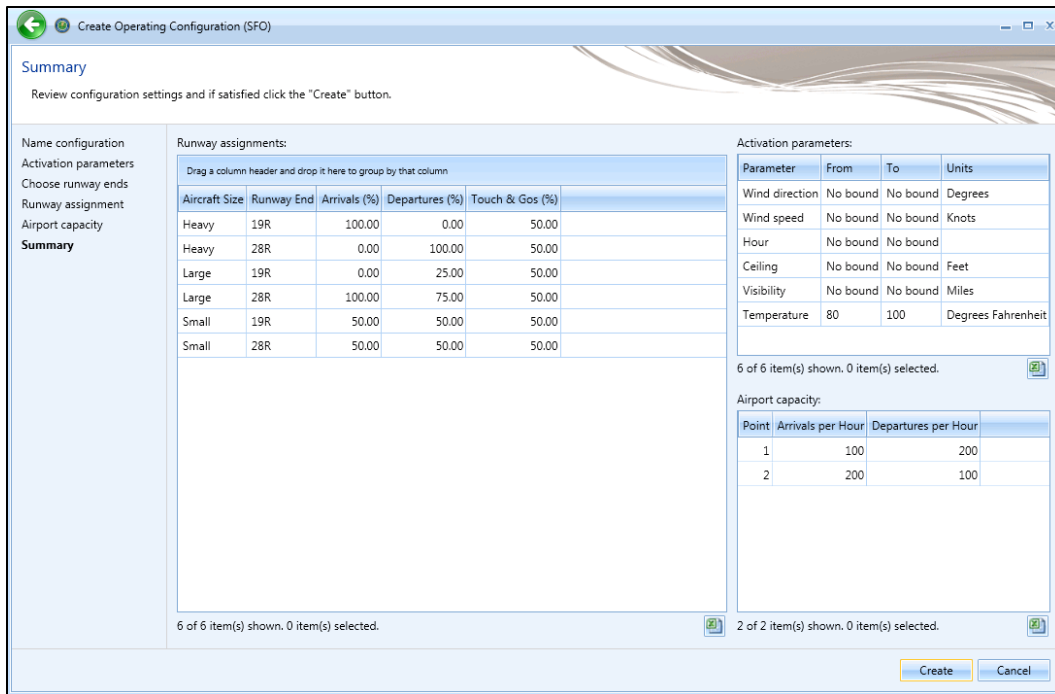 Create Operating Configuration (SFO)
Summary
Review configuration settings and if satisfied click the "Create" button.
Name configuration
Activation parameters
Choose runway ends
Runway assignment
Airport capacity
Summary
Runway assignments:
Drag a column header and drop it here to group by that column
Aircraft Size Runway End Arrivals (%) Departures (%) Touch & Gos (%)
Heavy 19R 100.00 0.00 50.00
Heavy 28R 0.00 100.00 50.00
Large 19R 0.00 25.00 50.00
Large 28R 100.00 75.00 50.00
Small 19R 50.00 50.00 50.00
Small 28R 50.00 50.00 50.00
6 of 6 item(s) shown. 0 item(s) selected.
Activation parameters:
Parameter From To Units
Wind direction No bound No bound Degrees
Wind speed No bound No bound Knots
Hour No bound No bound
Ceiling No bound No bound Feet
Visibility No bound No bound Miles
Temperature 80 100 Degrees Fahrenheit
6 of 6 item(s) shown. 0 item(s) selected.
Airport capacity:
Point Arrivals per Hour Departures per Hour
1 100 200
2 200 100
2 of 2 item(s) shown. 0 item(s) selected.
Create Cancel